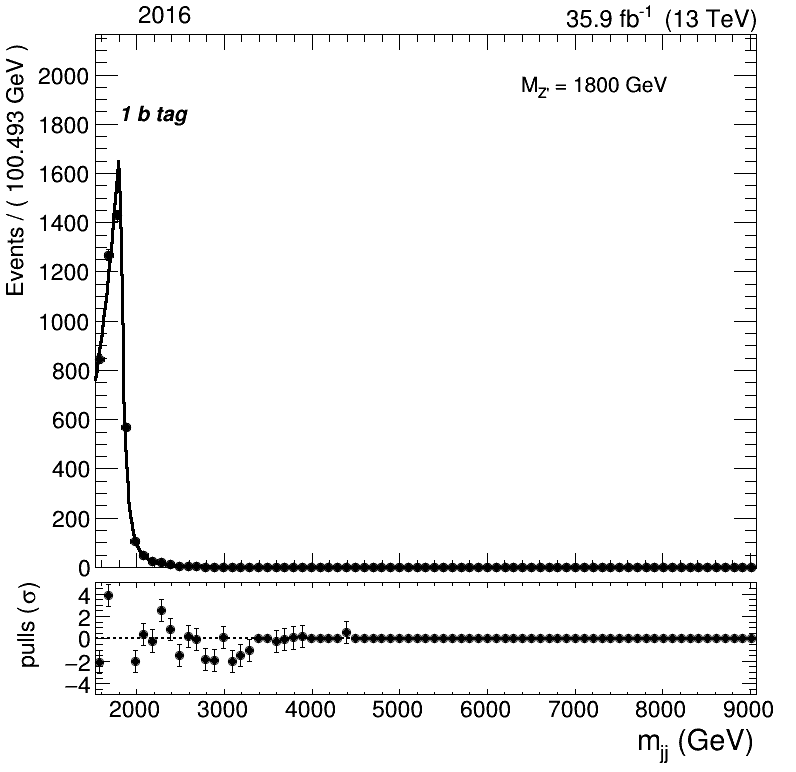 2016 35.9 fb⁻¹ (13 TeV)
Events / ( 100.493 GeV )
2000
1800
1600
1400
1200
1000
800
600
400
200
0
M_Z' = 1800 GeV
1 b tag
pulls (σ)
4
2
0
−2
−4
2000 3000 4000 5000 6000 7000 8000 9000
m_jj (GeV)